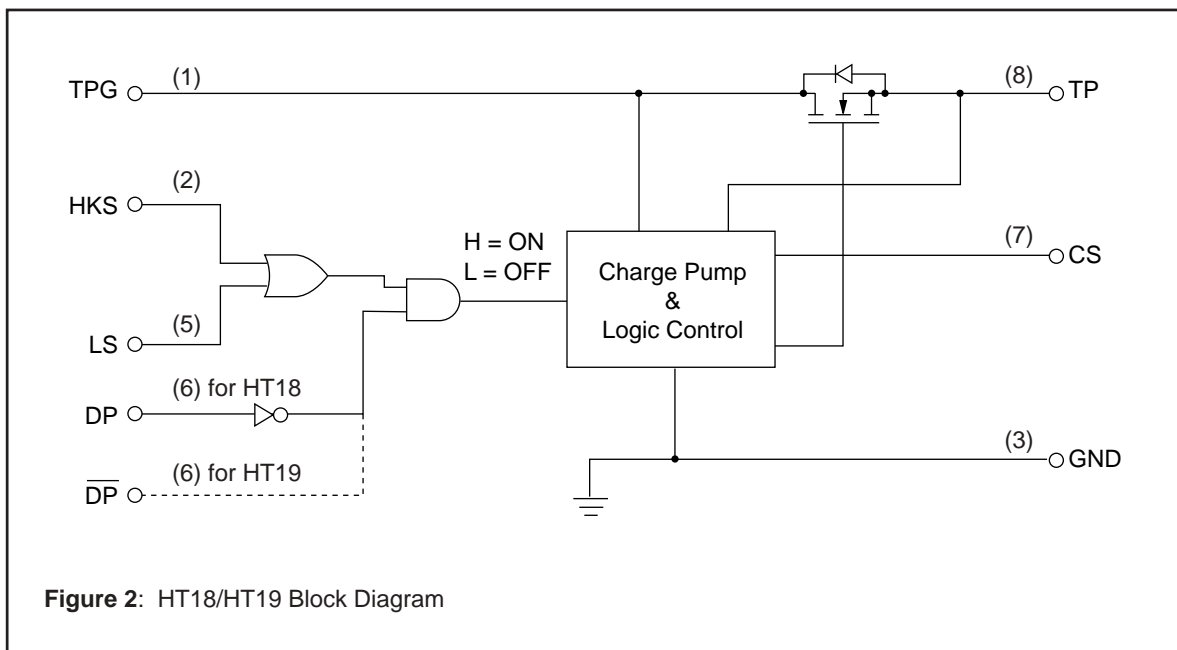 TPG (1) (8) TP
HKS (2)
H = ON
L = OFF
Charge Pump
&
Logic Control
(7) CS
LS (5)
DP (6) for HT18
D̅P̅ (6) for HT19
(3) GND
Figure 2: HT18/HT19 Block Diagram